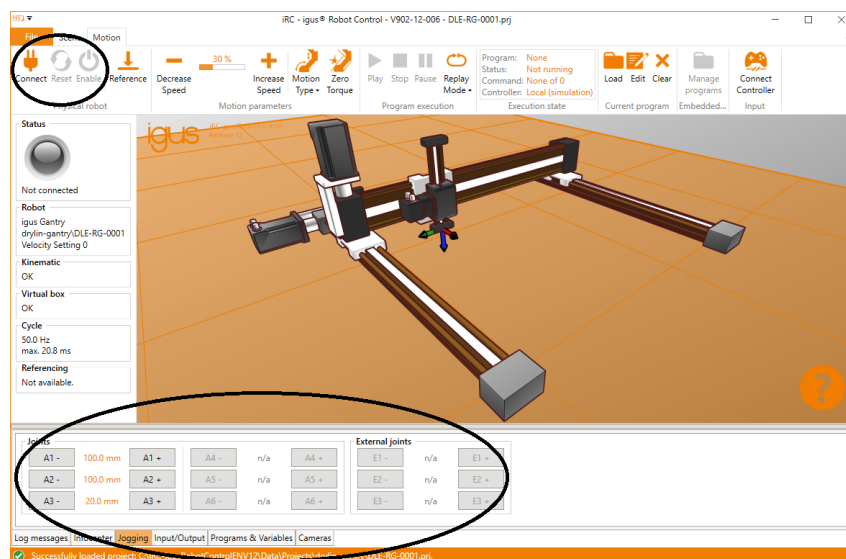 iRC - igus® Robot Control - V902-12-006 - DLE-RG-0001.prj
File Scene Motion
Connect Reset Enable Reference
Physical robot
Decrease Speed 30 % Increase Speed Motion Type Zero Torque
Motion parameters
Play Stop Pause Replay Mode
Program execution
Program: None
Status: Not running
Command: None of 0
Controller: Local (simulation)
Execution state
Load Edit Clear
Current program
Manage programs
Embedded...
Connect Controller
Input
Status
Not connected
Robot
igus Gantry
drylin-gantry\DLE-RG-0001
Velocity Setting 0
Kinematic
OK
Virtual box
OK
Cycle
50.0 Hz
max. 20.8 ms
Referencing
Not available.
igus
?
Joints
A1 - 100.0 mm A1 + A4 - n/a A4 +
A2 - 100.0 mm A2 + A5 - n/a A5 +
A3 - 20.0 mm A3 + A6 - n/a A6 +
External joints
E1 - n/a E1 +
E2 - n/a E2 +
E3 - n/a E3 +
Log messages Infocenter Jogging Input/Output Programs & Variables Cameras
Successfully loaded project